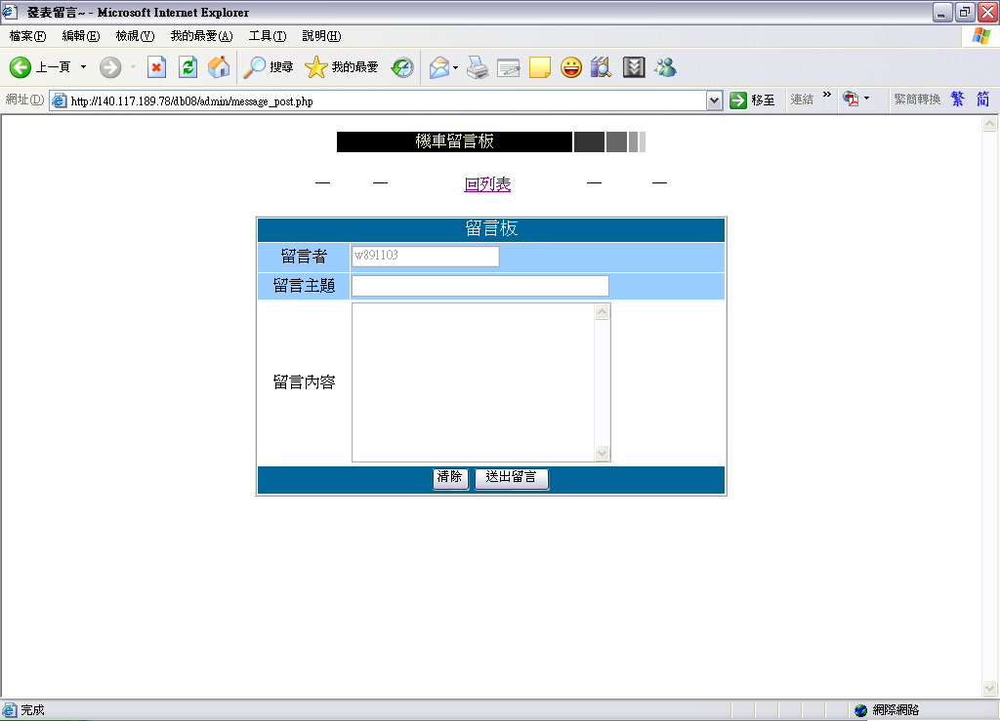 發表留言~ - Microsoft Internet Explorer
檔案(F) 編輯(E) 檢視(V) 我的最愛(A) 工具(T) 說明(H)
上一頁 搜尋 我的最愛
網址(D) http://140.117.189.78/db08/admin/message_post.php 移至 連結 » 繁簡轉換 繁 简
機車留言板
— — 回列表 — —
留言板
留言者 w891103
留言主題
留言內容
清除 送出留言
完成 網際網路